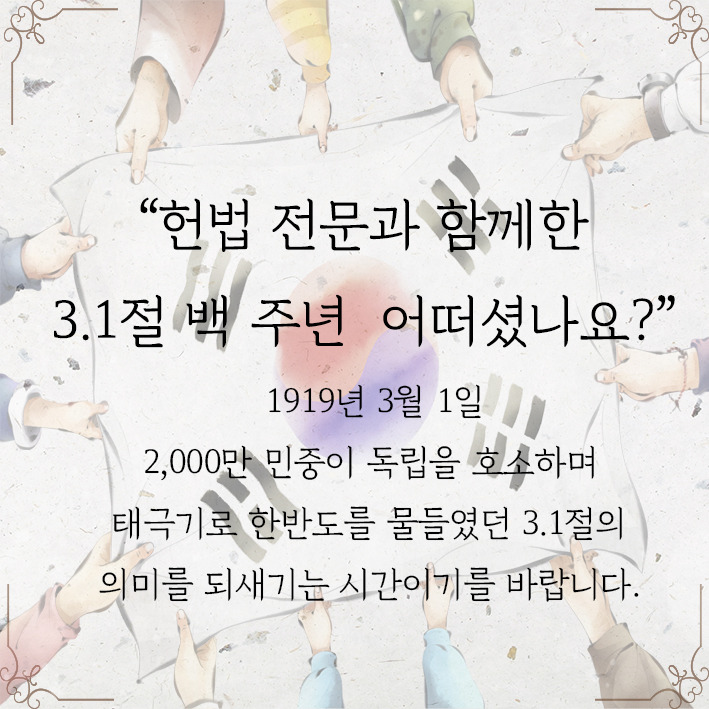 “헌법 전문과 함께한
3.1절 백 주년 어떠셨나요?”
1919년 3월 1일
2,000만 민중이 독립을 호소하며
태극기로 한반도를 물들였던 3.1절의
의미를 되새기는 시간이기를 바랍니다.